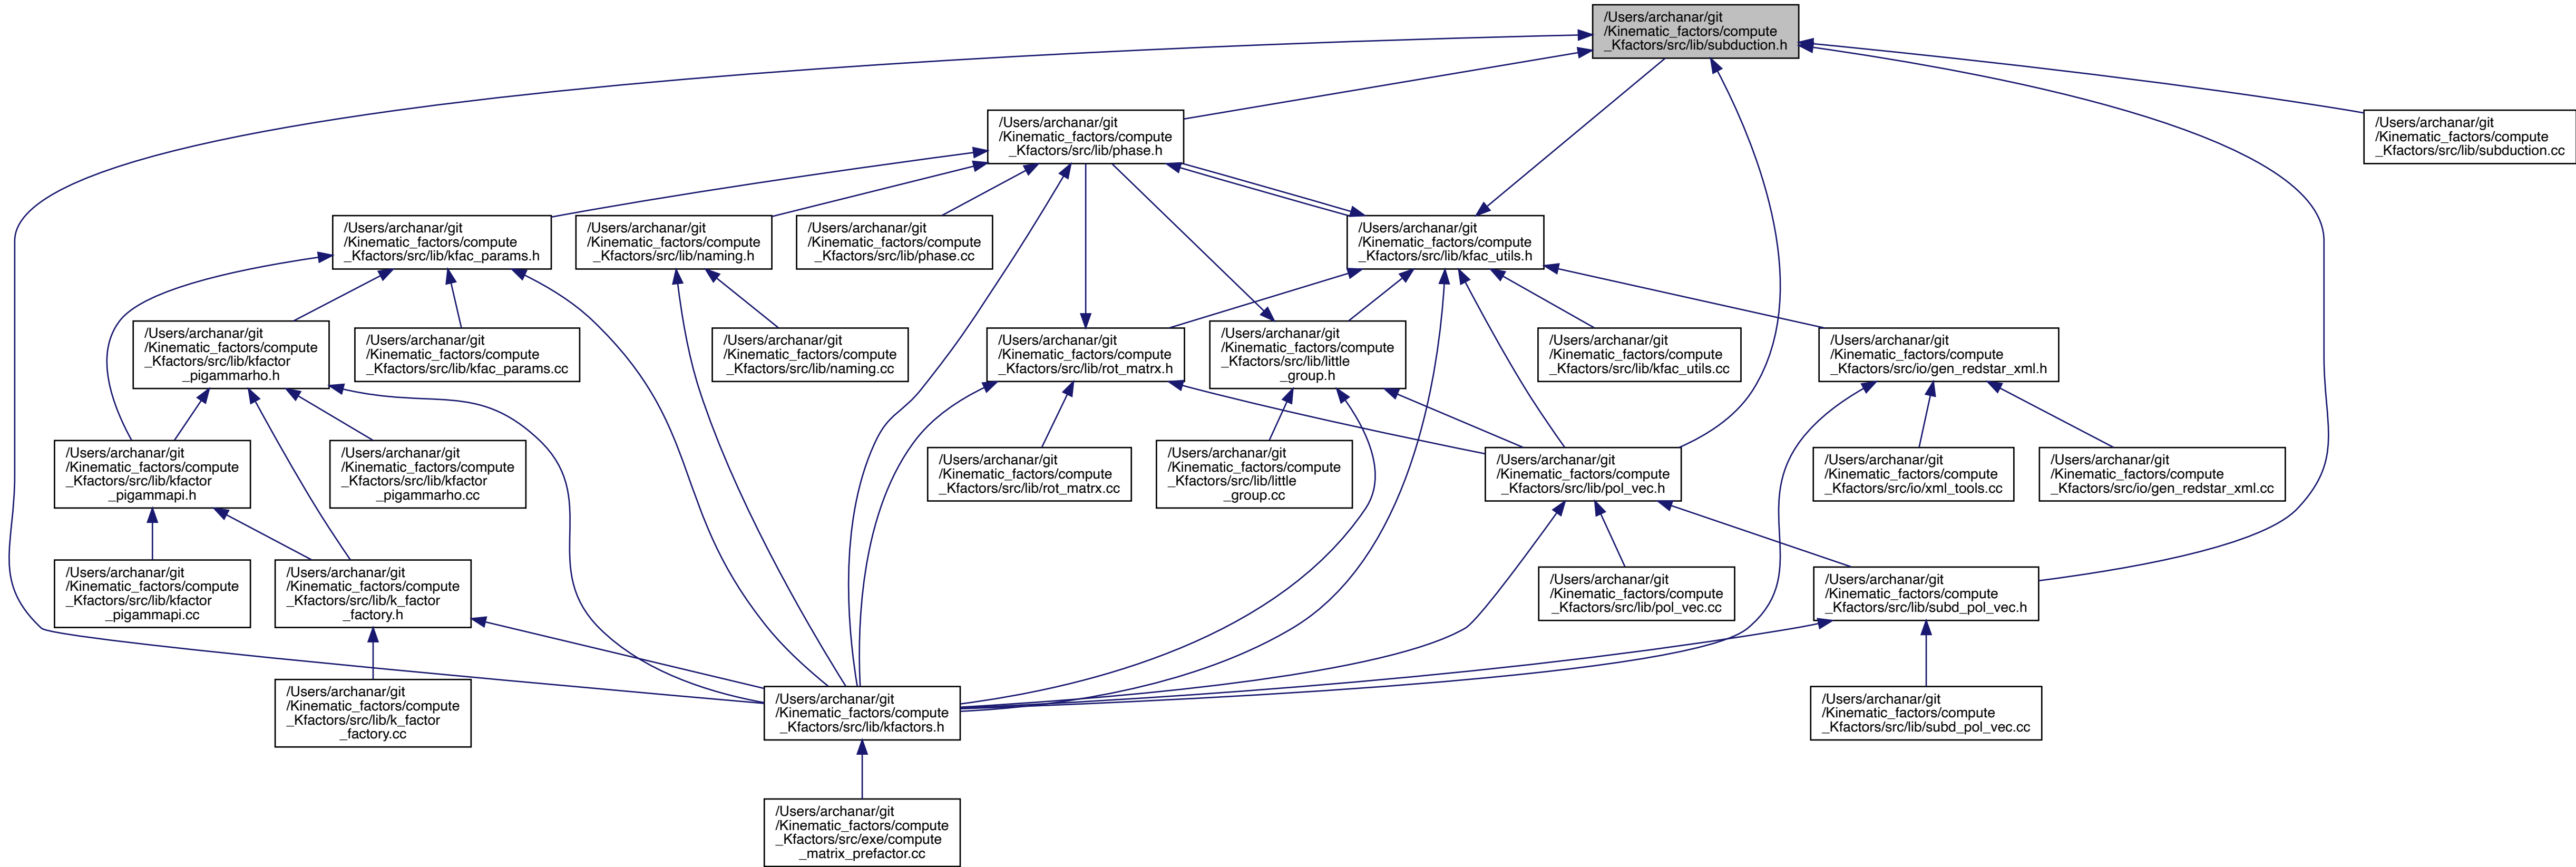 /Users/archanar/git
/Kinematic_factors/compute
_Kfactors/src/lib/subduction.h
/Users/archanar/git
/Kinematic_factors/compute
_Kfactors/src/lib/phase.h
/Users/archanar/git
/Kinematic_factors/compute
_Kfactors/src/lib/subduction.cc
/Users/archanar/git
/Kinematic_factors/compute
_Kfactors/src/lib/kfac_params.h
/Users/archanar/git
/Kinematic_factors/compute
_Kfactors/src/lib/naming.h
/Users/archanar/git
/Kinematic_factors/compute
_Kfactors/src/lib/phase.cc
/Users/archanar/git
/Kinematic_factors/compute
_Kfactors/src/lib/kfac_utils.h
/Users/archanar/git
/Kinematic_factors/compute
_Kfactors/src/lib/kfactor
_pigammarho.h
/Users/archanar/git
/Kinematic_factors/compute
_Kfactors/src/lib/kfac_params.cc
/Users/archanar/git
/Kinematic_factors/compute
_Kfactors/src/lib/naming.cc
/Users/archanar/git
/Kinematic_factors/compute
_Kfactors/src/lib/rot_matrx.h
/Users/archanar/git
/Kinematic_factors/compute
_Kfactors/src/lib/little
_group.h
/Users/archanar/git
/Kinematic_factors/compute
_Kfactors/src/lib/kfac_utils.cc
/Users/archanar/git
/Kinematic_factors/compute
_Kfactors/src/io/gen_redstar_xml.h
/Users/archanar/git
/Kinematic_factors/compute
_Kfactors/src/lib/kfactor
_pigammapi.h
/Users/archanar/git
/Kinematic_factors/compute
_Kfactors/src/lib/kfactor
_pigammarho.cc
/Users/archanar/git
/Kinematic_factors/compute
_Kfactors/src/lib/rot_matrx.cc
/Users/archanar/git
/Kinematic_factors/compute
_Kfactors/src/lib/little
_group.cc
/Users/archanar/git
/Kinematic_factors/compute
_Kfactors/src/lib/pol_vec.h
/Users/archanar/git
/Kinematic_factors/compute
_Kfactors/src/io/xml_tools.cc
/Users/archanar/git
/Kinematic_factors/compute
_Kfactors/src/io/gen_redstar_xml.cc
/Users/archanar/git
/Kinematic_factors/compute
_Kfactors/src/lib/kfactor
_pigammapi.cc
/Users/archanar/git
/Kinematic_factors/compute
_Kfactors/src/lib/k_factor
_factory.h
/Users/archanar/git
/Kinematic_factors/compute
_Kfactors/src/lib/pol_vec.cc
/Users/archanar/git
/Kinematic_factors/compute
_Kfactors/src/lib/subd_pol_vec.h
/Users/archanar/git
/Kinematic_factors/compute
_Kfactors/src/lib/k_factor
_factory.cc
/Users/archanar/git
/Kinematic_factors/compute
_Kfactors/src/lib/kfactors.h
/Users/archanar/git
/Kinematic_factors/compute
_Kfactors/src/lib/subd_pol_vec.cc
/Users/archanar/git
/Kinematic_factors/compute
_Kfactors/src/exe/compute
_matrix_prefactor.cc